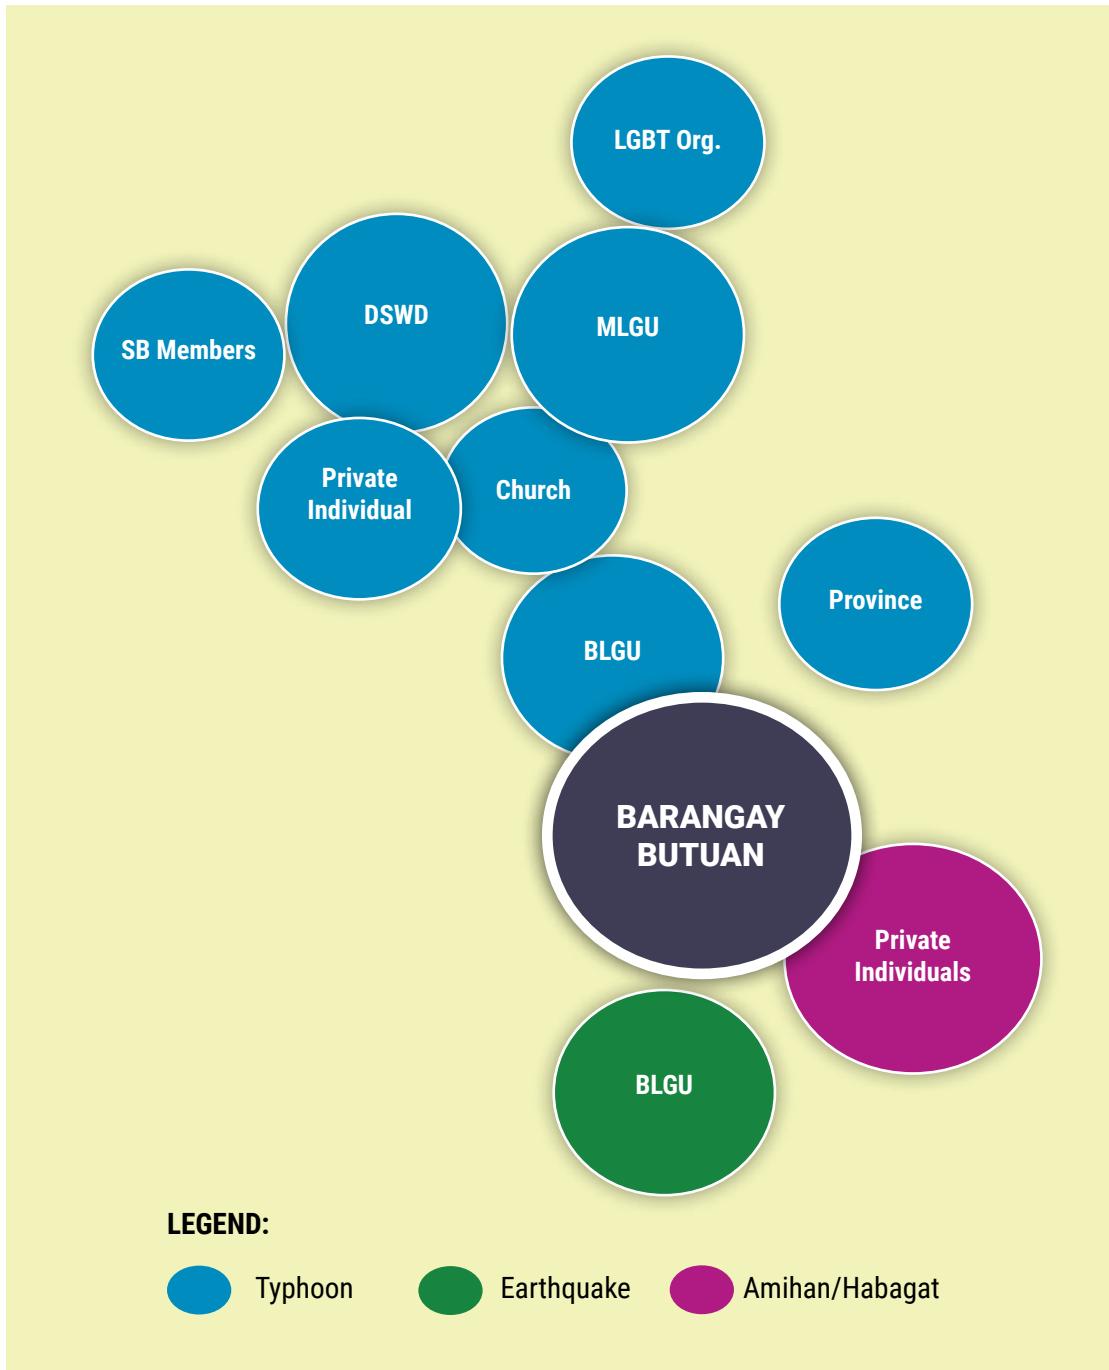 LGBT Org.
DSWD
MLGU
SB Members
Private
Individual
Church
Province
BLGU
BARANGAY
BUTUAN
Private
Individuals
BLGU
LEGEND:
Typhoon
Earthquake
Amihan/Habagat